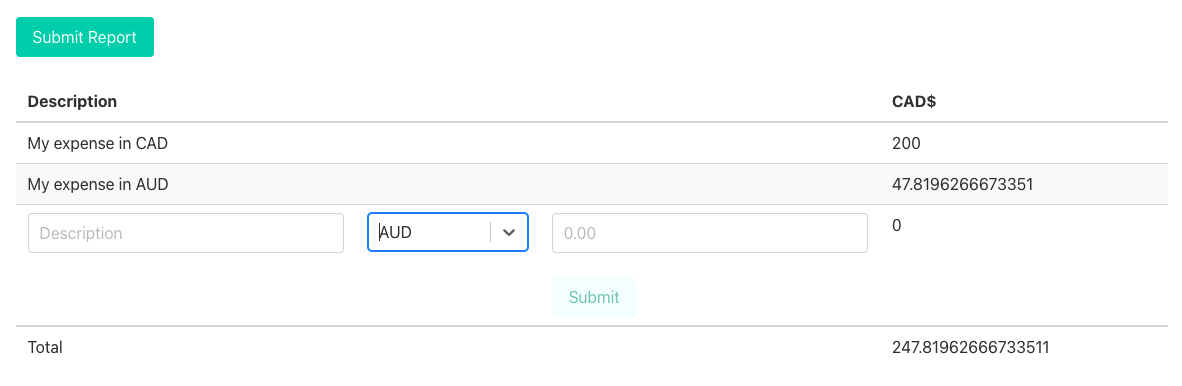 Submit Report
Description CAD$
My expense in CAD 200
My expense in AUD 47.8196266673351
Description AUD 0.00 0
Submit
Total 247.81962666733511